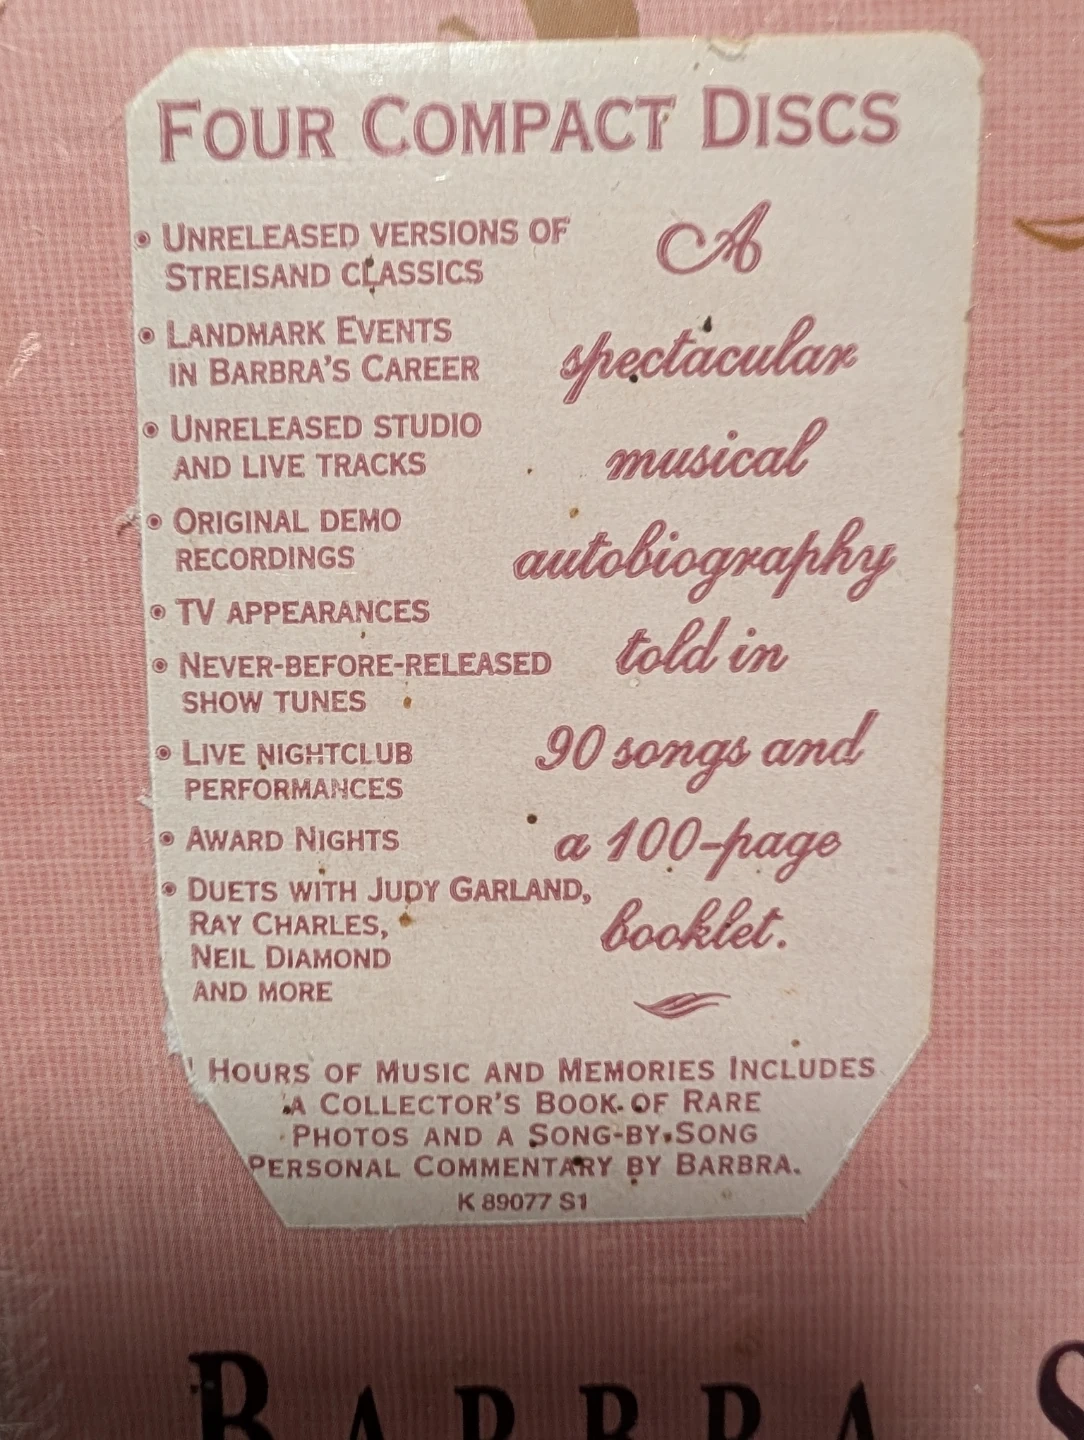 FOUR COMPACT DISCS
• UNRELEASED VERSIONS OF
STREISAND CLASSICS
• LANDMARK EVENTS
IN BARBRA'S CAREER
• UNRELEASED STUDIO
AND LIVE TRACKS
• ORIGINAL DEMO
RECORDINGS
• TV APPEARANCES
• NEVER-BEFORE-RELEASED
SHOW TUNES
• LIVE NIGHTCLUB
PERFORMANCES
• AWARD NIGHTS
• DUETS WITH JUDY GARLAND,
RAY CHARLES,
NEIL DIAMOND
AND MORE
A
spectacular
musical
autobiography
told in
90 songs and
a 100-page
booklet.
HOURS OF MUSIC AND MEMORIES INCLUDES
A COLLECTOR'S BOOK OF RARE
PHOTOS AND A SONG-BY-SONG
PERSONAL COMMENTARY BY BARBRA.
K 89077 S1
BARBRA S